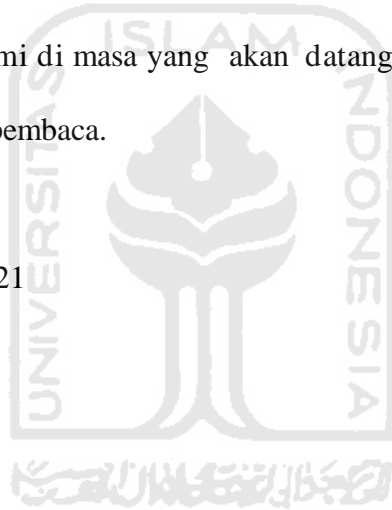 ISLAM
mi di masa yang akan datang
pembaca.
UNIVERSITAS
INDONESIA
21